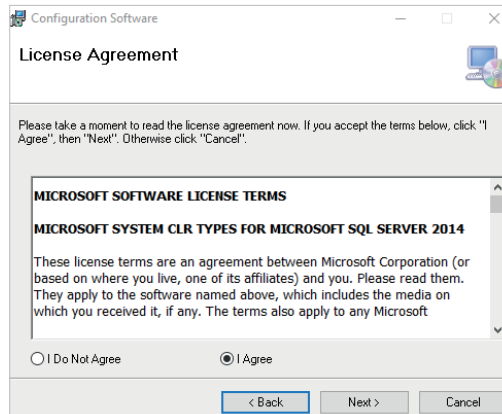 Configuration Software
License Agreement
Please take a moment to read the license agreement now. If you accept the terms below, click "I
Agree", then "Next". Otherwise click "Cancel".
MICROSOFT SOFTWARE LICENSE TERMS
MICROSOFT SYSTEM CLR TYPES FOR MICROSOFT SQL SERVER 2014
These license terms are an agreement between Microsoft Corporation (or
based on where you live, one of its affiliates) and you. Please read them.
They apply to the software named above, which includes the media on
which you received it, if any. The terms also apply to any Microsoft
I Do Not Agree
I Agree
< Back
Next >
Cancel